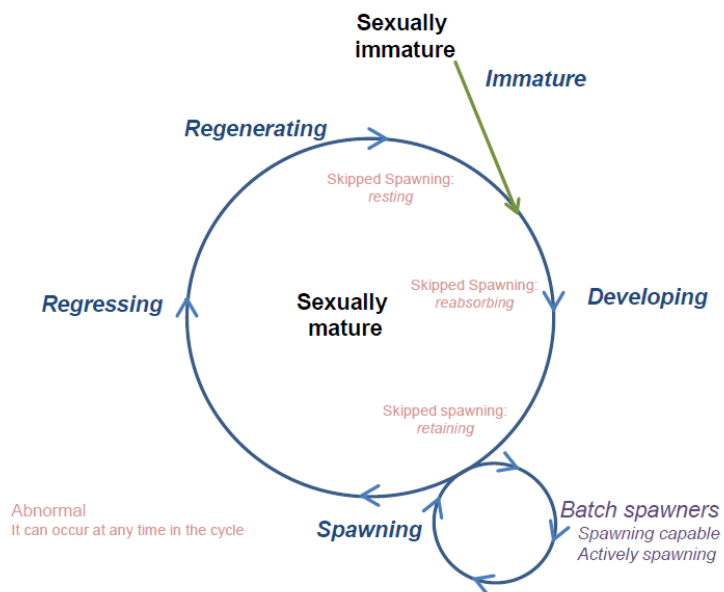 Sexually
immature
Immature
Regenerating
Skipped Spawning:
resting
Regressing
Sexually
mature
Skipped Spawning:
reabsorbing
Developing
Skipped spawning:
retaining
Abnormal
It can occur at any time in the cycle
Spawning
Batch spawners
Spawning capable
Actively spawning